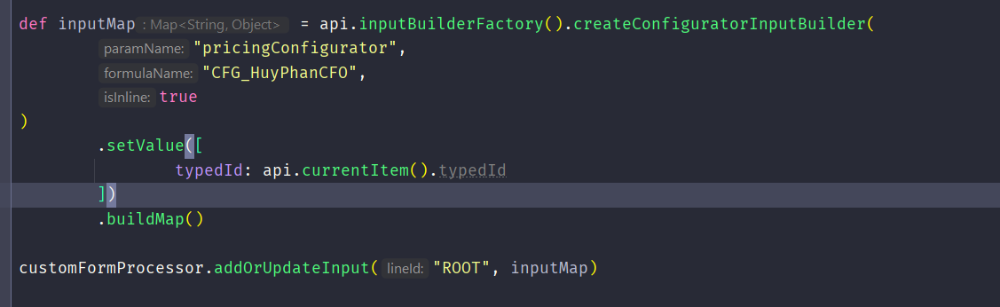 def inputMap : Map<String, Object> = api.inputBuilderFactory().createConfiguratorInputBuilder(
paramName: "pricingConfigurator",
formulaName: "CFG_HuyPhanCFO",
isInline: true
)
.setValue([
typedId: api.currentItem().typedId
])
.buildMap()
customFormProcessor.addOrUpdateInput( lineId: "ROOT", inputMap)